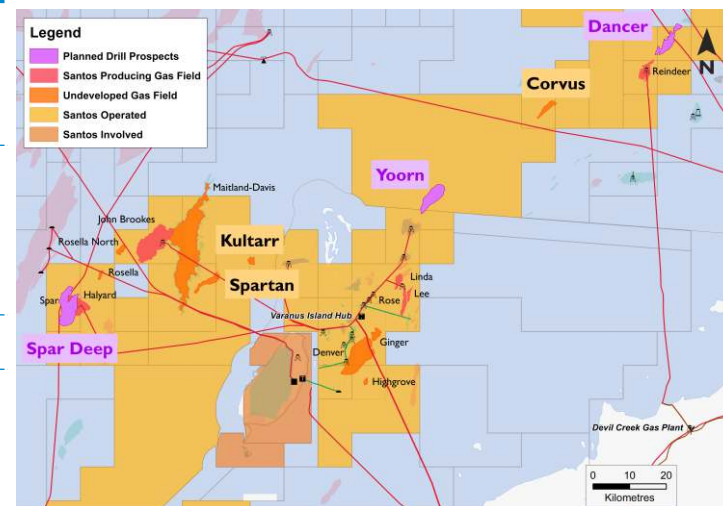 Legend
Planned Drill Prospects
Santos Producing Gas Field
Undeveloped Gas Field
Santos Operated
Santos Involved
Dancer
N
Reindeer
Corvus
Yoorn
Maitland-Davis
John Brookes
Rosella North
Kultarr
Rosella
Spartan
Linda
Lee
Spar
Halyard
Rose
Varanus Island Hub
Spar Deep
Denver
Ginger
Highgrove
Devil Creek Gas Plant
0 10 20
Kilometres